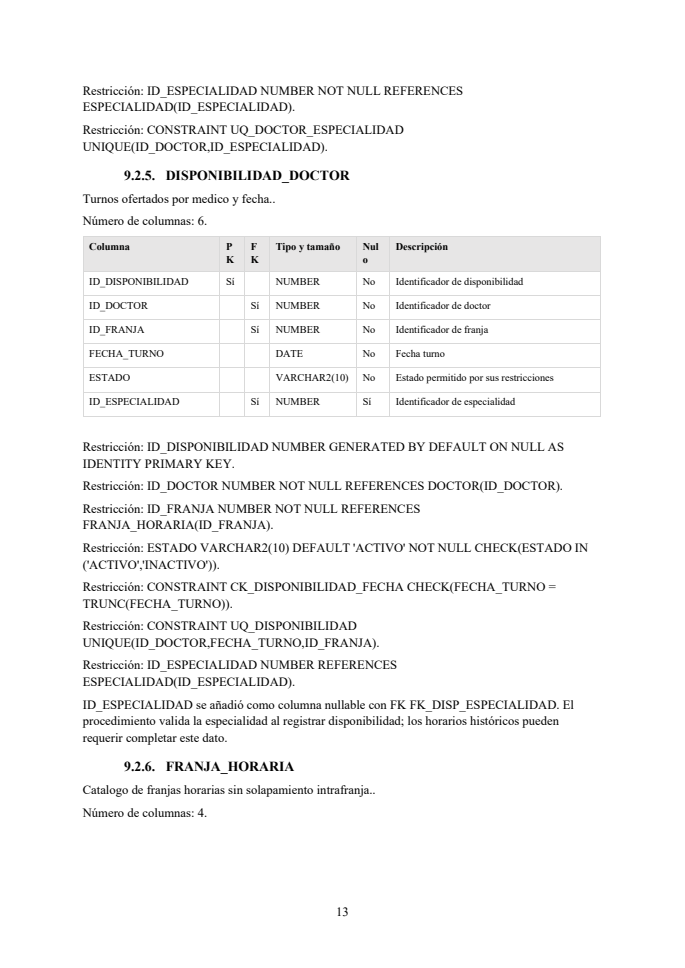 Restricción: ID_ESPECIALIDAD NUMBER NOT NULL REFERENCES
ESPECIALIDAD(ID_ESPECIALIDAD).
Restricción: CONSTRAINT UQ_DOCTOR_ESPECIALIDAD
UNIQUE(ID_DOCTOR,ID_ESPECIALIDAD).
9.2.5. DISPONIBILIDAD_DOCTOR
Turnos ofertados por medico y fecha..
Número de columnas: 6.
Columna P F Tipo y tamaño Nul Descripción
K K o
ID_DISPONIBILIDAD Sí NUMBER No Identificador de disponibilidad
ID_DOCTOR Sí NUMBER No Identificador de doctor
ID_FRANJA Sí NUMBER No Identificador de franja
FECHA_TURNO DATE No Fecha turno
ESTADO VARCHAR2(10) No Estado permitido por sus restricciones
ID_ESPECIALIDAD Sí NUMBER Sí Identificador de especialidad
Restricción: ID_DISPONIBILIDAD NUMBER GENERATED BY DEFAULT ON NULL AS
IDENTITY PRIMARY KEY.
Restricción: ID_DOCTOR NUMBER NOT NULL REFERENCES DOCTOR(ID_DOCTOR).
Restricción: ID_FRANJA NUMBER NOT NULL REFERENCES
FRANJA_HORARIA(ID_FRANJA).
Restricción: ESTADO VARCHAR2(10) DEFAULT 'ACTIVO' NOT NULL CHECK(ESTADO IN
('ACTIVO','INACTIVO')).
Restricción: CONSTRAINT CK_DISPONIBILIDAD_FECHA CHECK(FECHA_TURNO =
TRUNC(FECHA_TURNO)).
Restricción: CONSTRAINT UQ_DISPONIBILIDAD
UNIQUE(ID_DOCTOR,FECHA_TURNO,ID_FRANJA).
Restricción: ID_ESPECIALIDAD NUMBER REFERENCES
ESPECIALIDAD(ID_ESPECIALIDAD).
ID_ESPECIALIDAD se añadió como columna nullable con FK FK_DISP_ESPECIALIDAD. El
procedimiento valida la especialidad al registrar disponibilidad; los horarios históricos pueden
requerir completar este dato.
9.2.6. FRANJA_HORARIA
Catalogo de franjas horarias sin solapamiento intrafranja..
Número de columnas: 4.
13